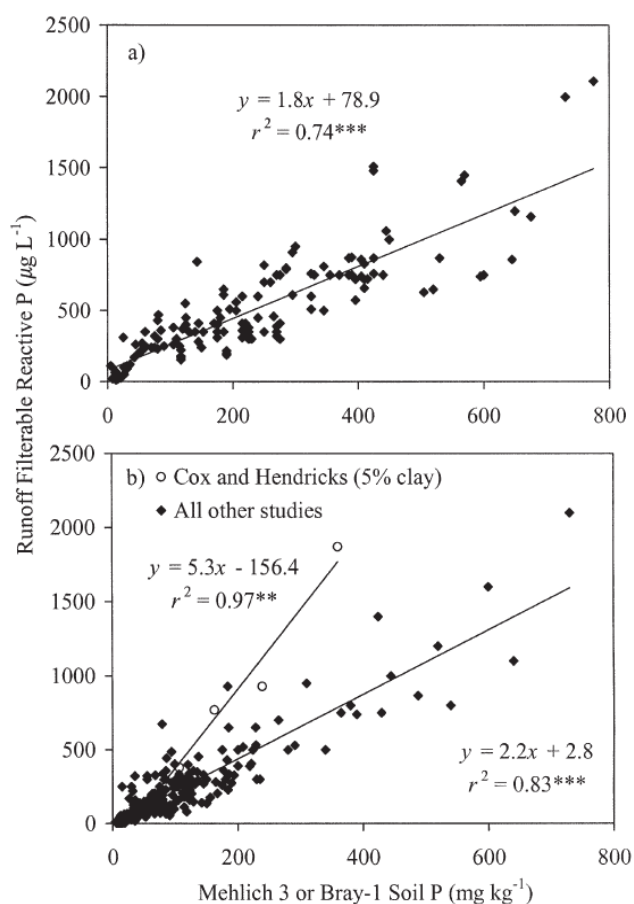 2500
a)
2000
y = 1.8x + 78.9
r² = 0.74***
1500
1000
500
0
0 200 400 600 800
Runoff Filterable Reactive P (µg L⁻¹)
2500
b) ○ Cox and Hendricks (5% clay)
◆ All other studies
2000
y = 5.3x - 156.4
r² = 0.97**
1500
1000
500
y = 2.2x + 2.8
r² = 0.83***
0
0 200 400 600 800
Mehlich 3 or Bray-1 Soil P (mg kg⁻¹)